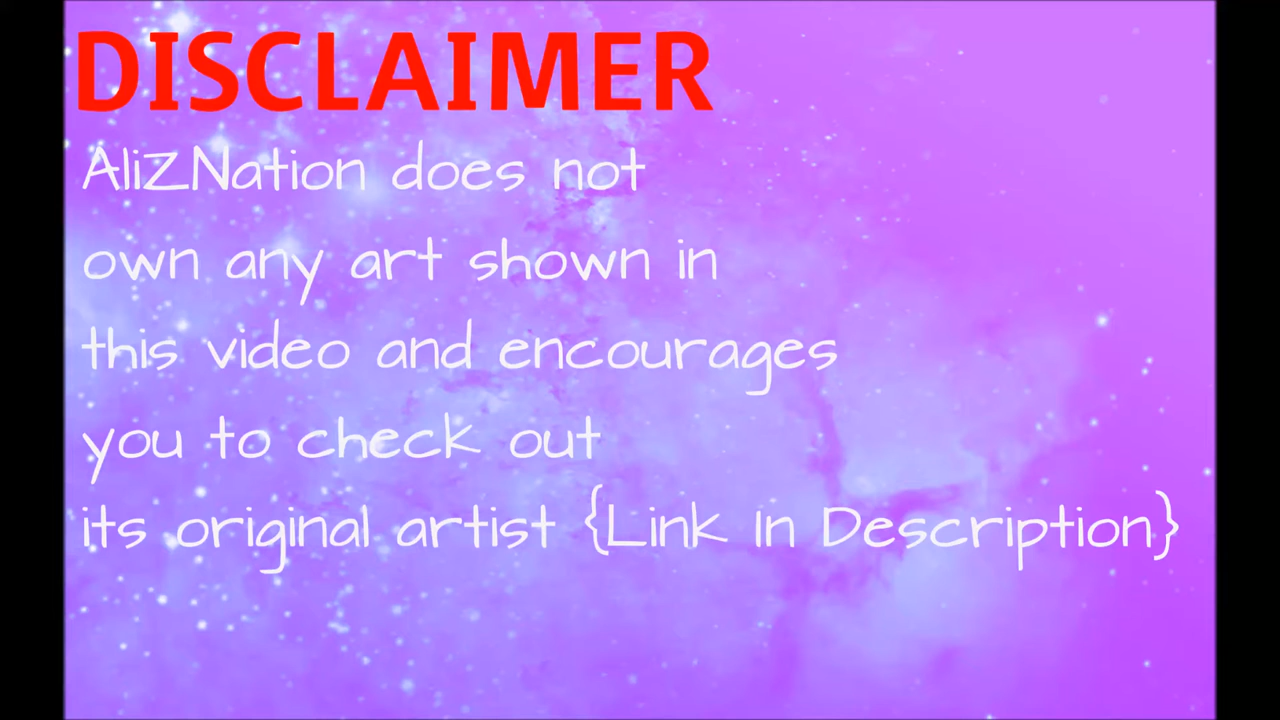 DISCLAIMER
AliZNation does not
own any art shown in
this video and encourages
you to check out
its original artist {Link In Description}